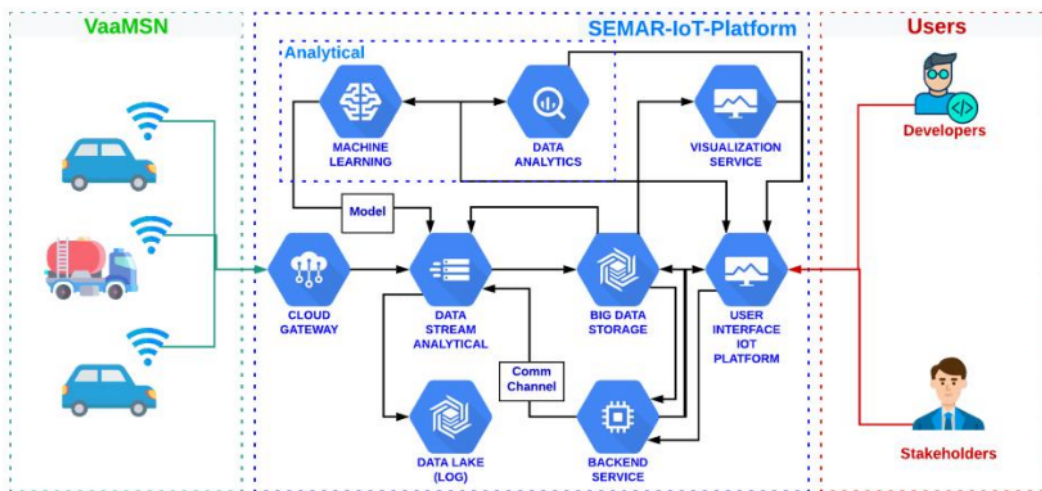 VaaMSN
SEMAR-IoT-Platform
Users
Analytical
MACHINE
LEARNING
DATA
ANALYTICS
VISUALIZATION
SERVICE
Developers
Model
CLOUD
GATEWAY
DATA
STREAM
ANALYTICAL
BIG DATA
STORAGE
USER
INTERFACE
IOT
PLATFORM
Comm
Channel
DATA LAKE
(LOG)
BACKEND
SERVICE
Stakeholders